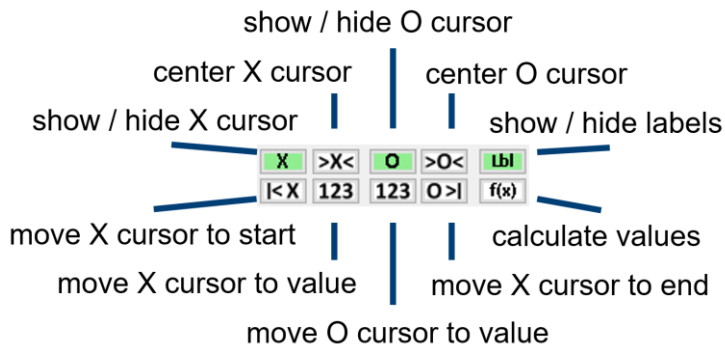 show / hide O cursor
center X cursor
center O cursor
show / hide X cursor
show / hide labels
X >X< O >O< Lbl
|< X 123 123 O >| f(x)
move X cursor to start
calculate values
move X cursor to value
move X cursor to end
move O cursor to value